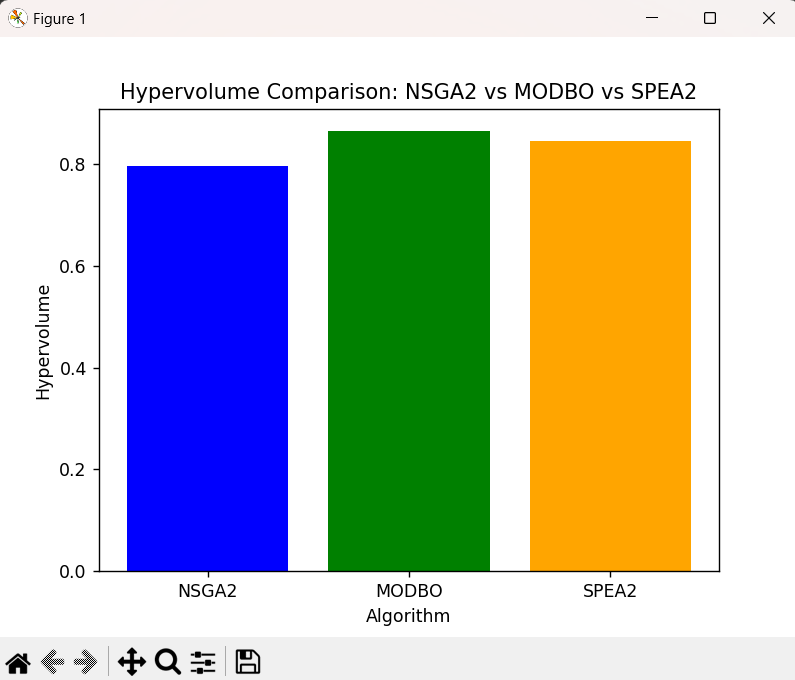 Figure 1
Hypervolume Comparison: NSGA2 vs MODBO vs SPEA2
Hypervolume
0.8
0.6
0.4
0.2
0.0
NSGA2 MODBO SPEA2
Algorithm